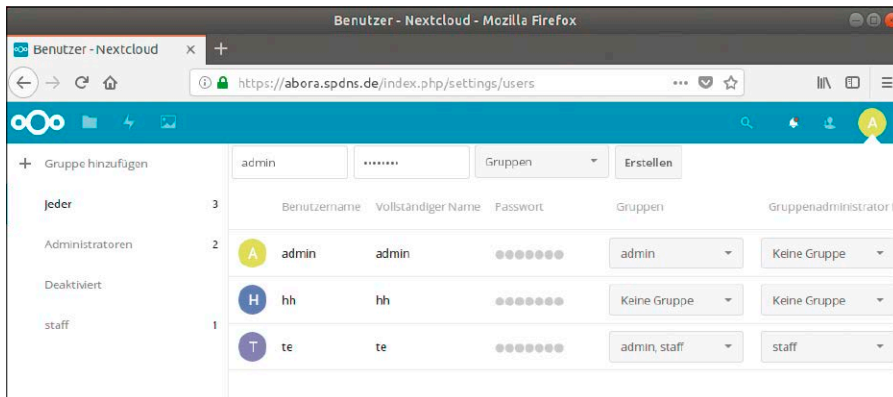 Benutzer - Nextcloud - Mozilla Firefox
Benutzer - Nextcloud
https://abora.spdns.de/index.php/settings/users
A
Gruppe hinzufügen
admin
Gruppen
Erstellen
Jeder 3
Benutzername Vollständiger Name Passwort Gruppen Gruppenadministrator
Administratoren 2
A admin admin admin Keine Gruppe
Deaktiviert
H hh hh Keine Gruppe Keine Gruppe
staff 1
T te te admin, staff staff